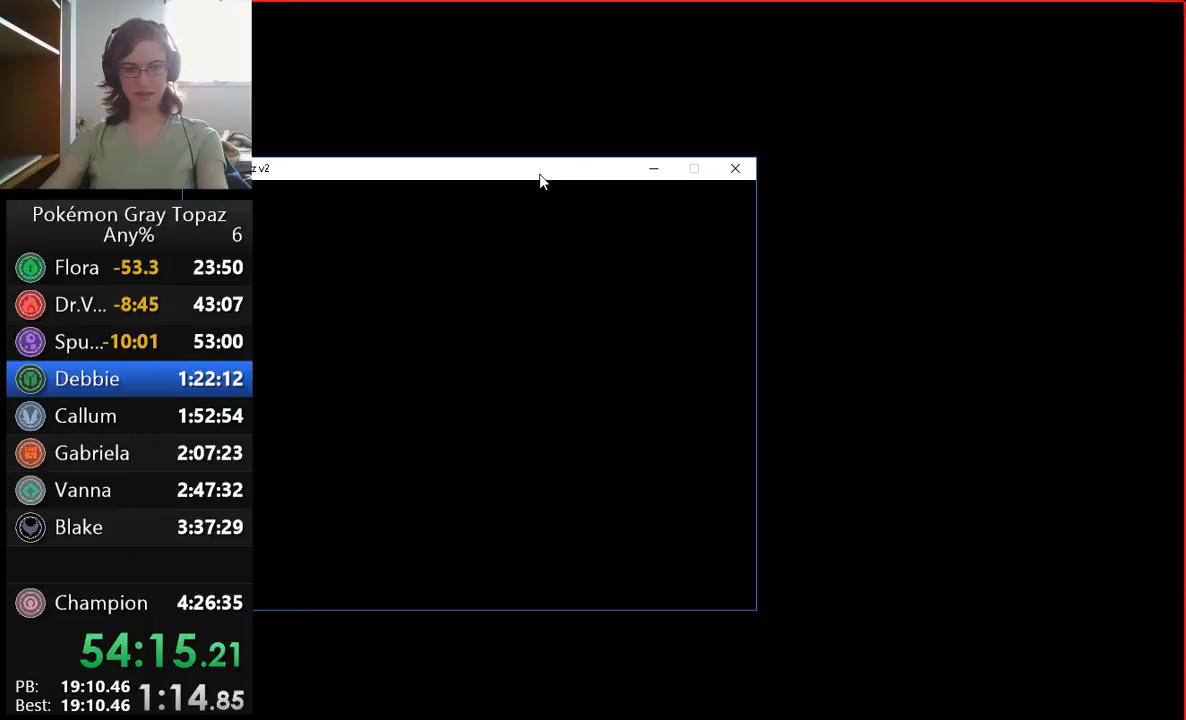 z v2
Pokémon Gray Topaz
Any% 6
Flora -53.3 23:50
Dr.V... -8:45 43:07
Spu... -10:01 53:00
Debbie 1:22:12
Callum 1:52:54
Gabriela 2:07:23
Vanna 2:47:32
Blake 3:37:29
Champion 4:26:35
54:15.21
PB: 19:10.46
Best: 19:10.46
1:14.85